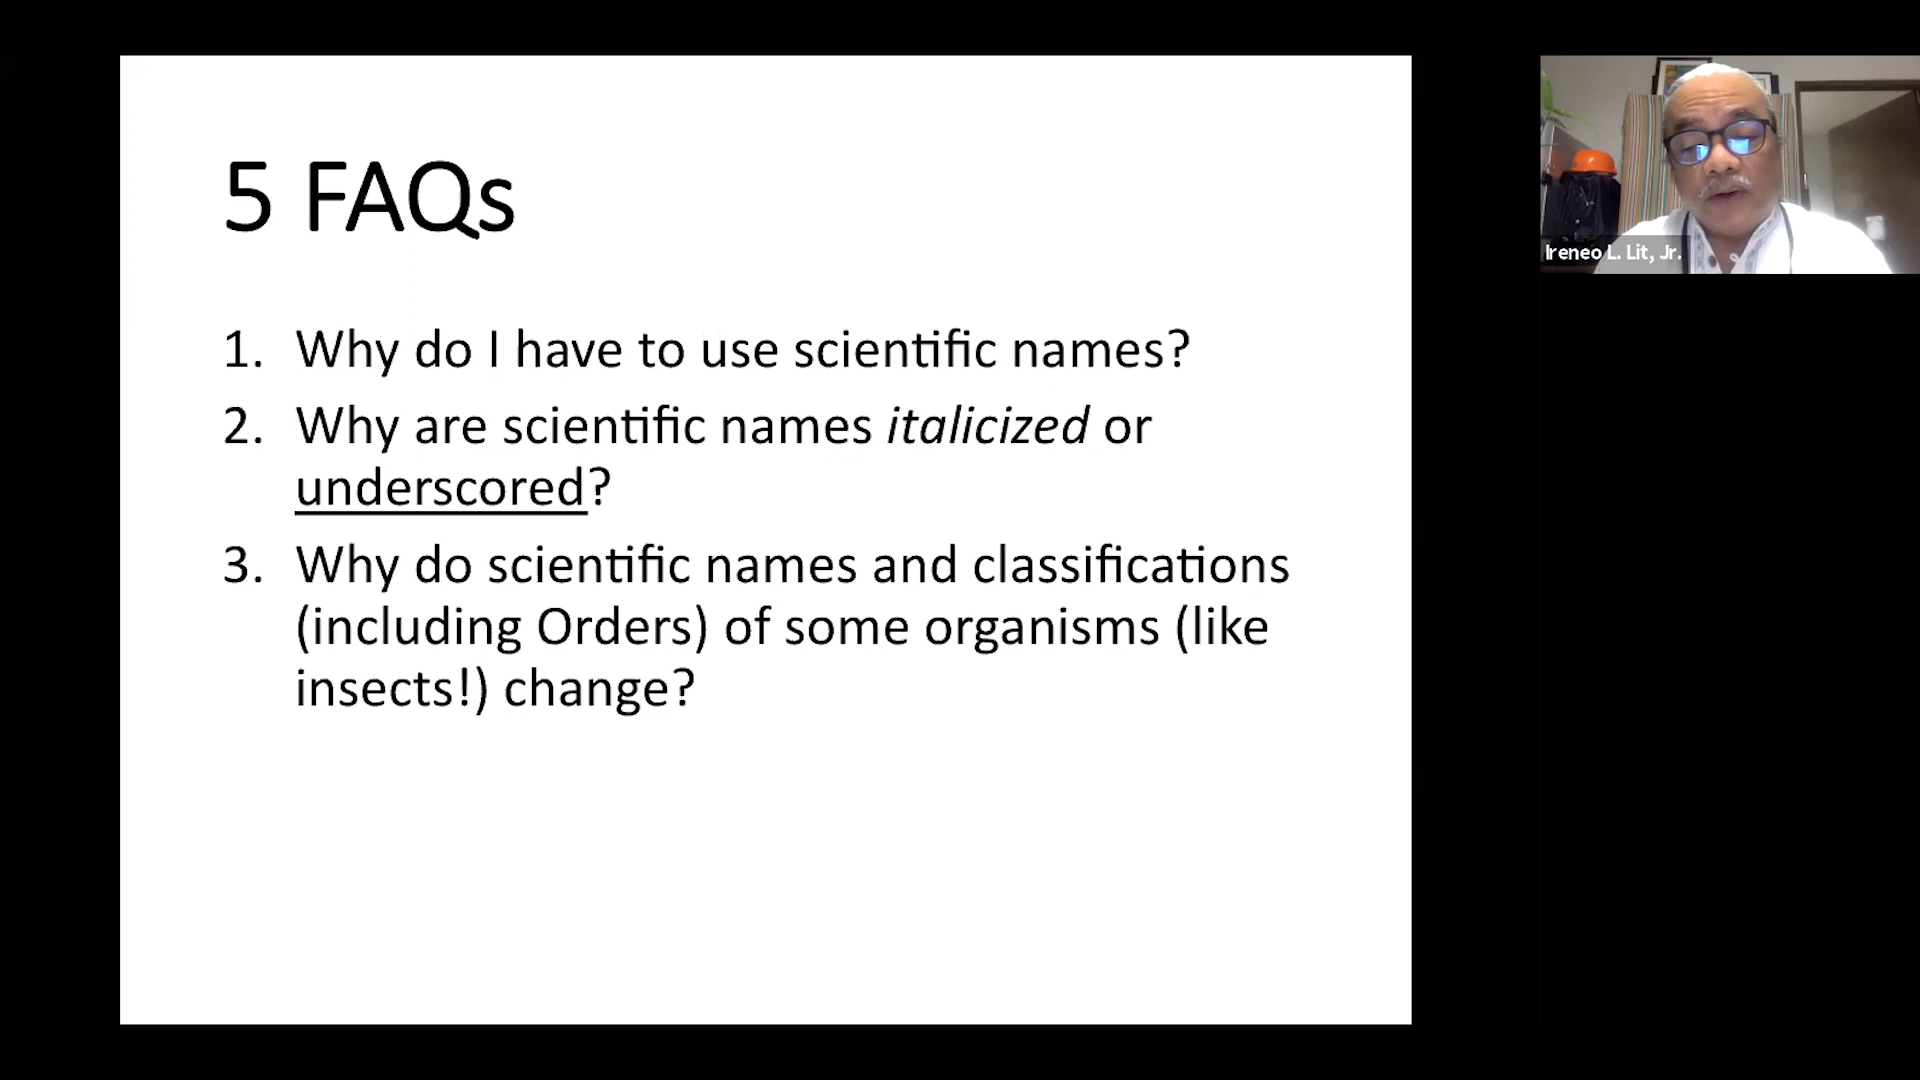 5 FAQs
1. Why do I have to use scientific names?
2. Why are scientific names italicized or
underscored?
3. Why do scientific names and classifications
(including Orders) of some organisms (like
insects!) change?
Ireneo L. Lit, Jr.